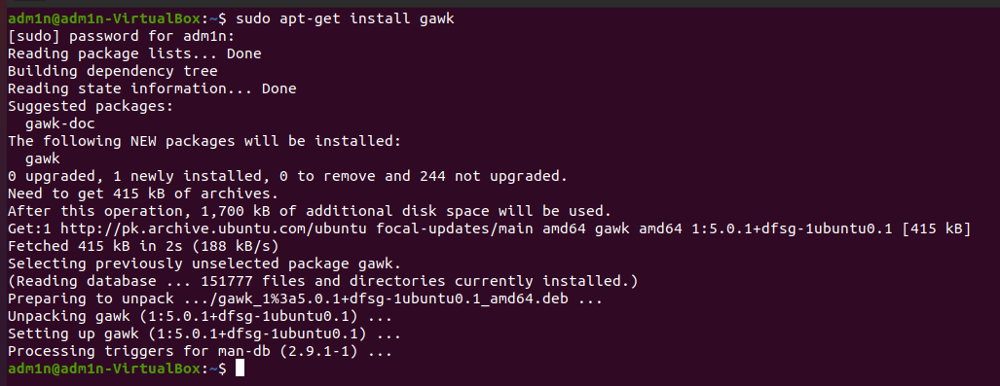 adm1n@adm1n-VirtualBox:~$ sudo apt-get install gawk
[sudo] password for adm1n:
Reading package lists... Done
Building dependency tree
Reading state information... Done
Suggested packages:
  gawk-doc
The following NEW packages will be installed:
  gawk
0 upgraded, 1 newly installed, 0 to remove and 244 not upgraded.
Need to get 415 kB of archives.
After this operation, 1,700 kB of additional disk space will be used.
Get:1 http://pk.archive.ubuntu.com/ubuntu focal-updates/main amd64 gawk amd64 1:5.0.1+dfsg-1ubuntu0.1 [415 kB]
Fetched 415 kB in 2s (188 kB/s)
Selecting previously unselected package gawk.
(Reading database ... 151777 files and directories currently installed.)
Preparing to unpack .../gawk_1%3a5.0.1+dfsg-1ubuntu0.1_amd64.deb ...
Unpacking gawk (1:5.0.1+dfsg-1ubuntu0.1) ...
Setting up gawk (1:5.0.1+dfsg-1ubuntu0.1) ...
Processing triggers for man-db (2.9.1-1) ...
adm1n@adm1n-VirtualBox:~$